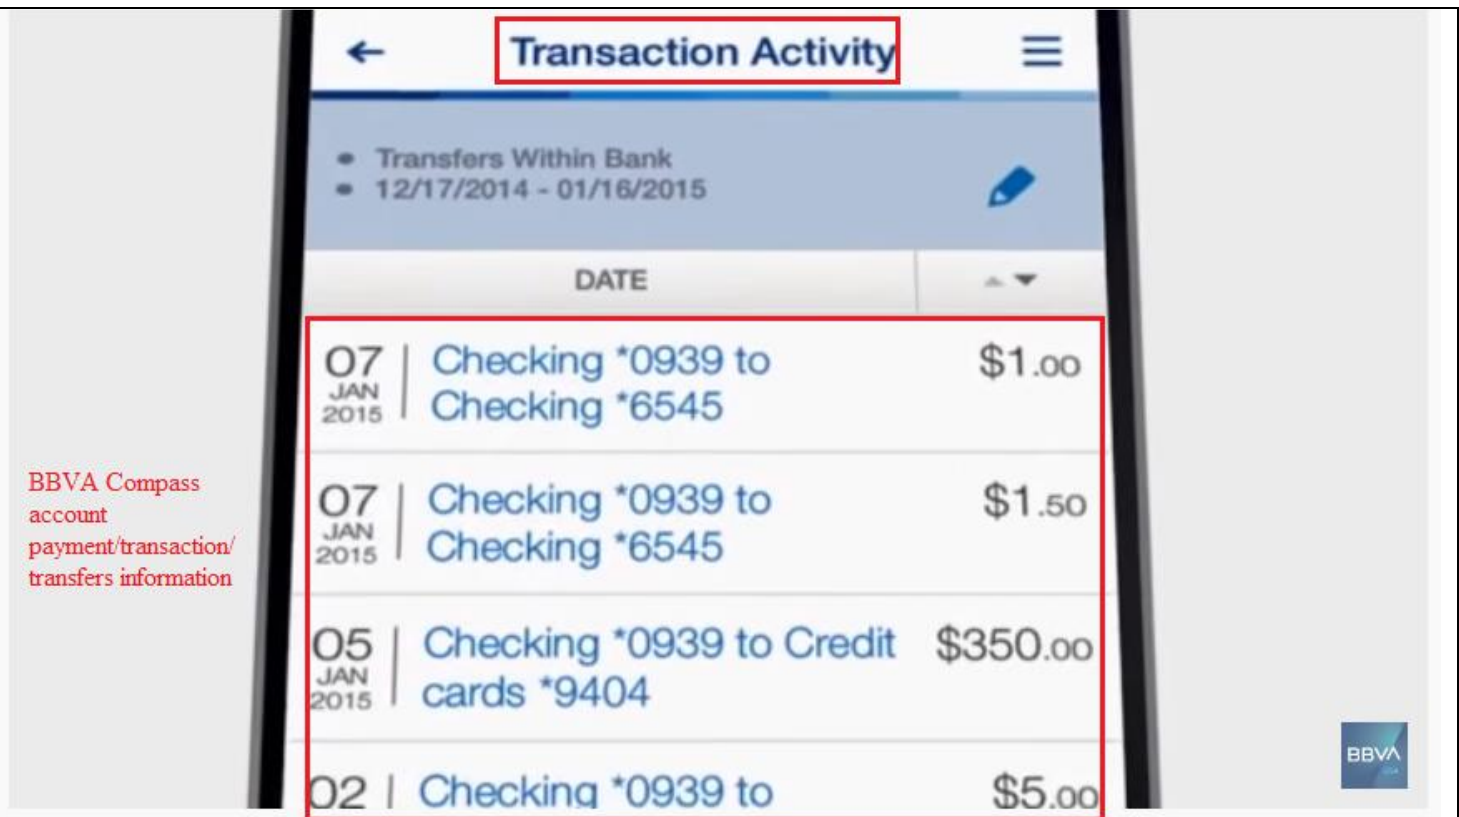 Transaction Activity
• Transfers Within Bank
• 12/17/2014 - 01/16/2015
DATE
07
JAN
2015
Checking *0939 to
Checking *6545
$1.00
07
JAN
2015
Checking *0939 to
Checking *6545
$1.50
05
JAN
2015
Checking *0939 to Credit
cards *9404
$350.00
02
Checking *0939 to
$5.00
BBVA Compass
account
payment/transaction/
transfers information
BBVA
USA